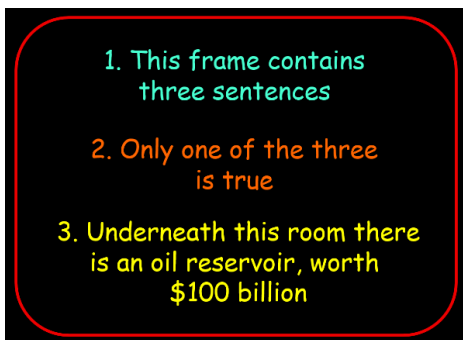 1. This frame contains
three sentences
2. Only one of the three
is true
3. Underneath this room there
is an oil reservoir, worth
$100 billion